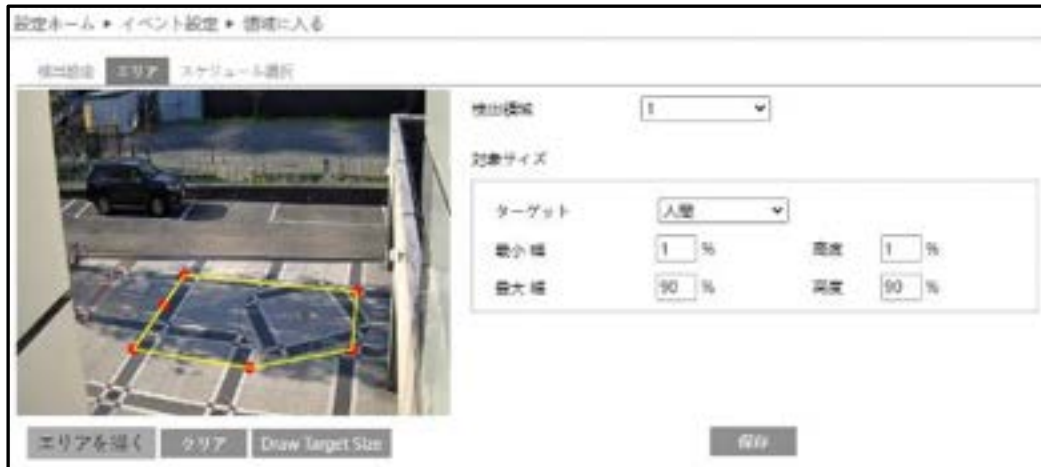 設定ホーム ▶ イベント設定 ▶ 領域に入る
検出設定 エリア スケジュール選択
検出領域 1
対象サイズ
ターゲット 人間
最小 幅 1 % 高度 1 %
最大 幅 90 % 高度 90 %
エリアを描く クリア Draw Target Size 保存